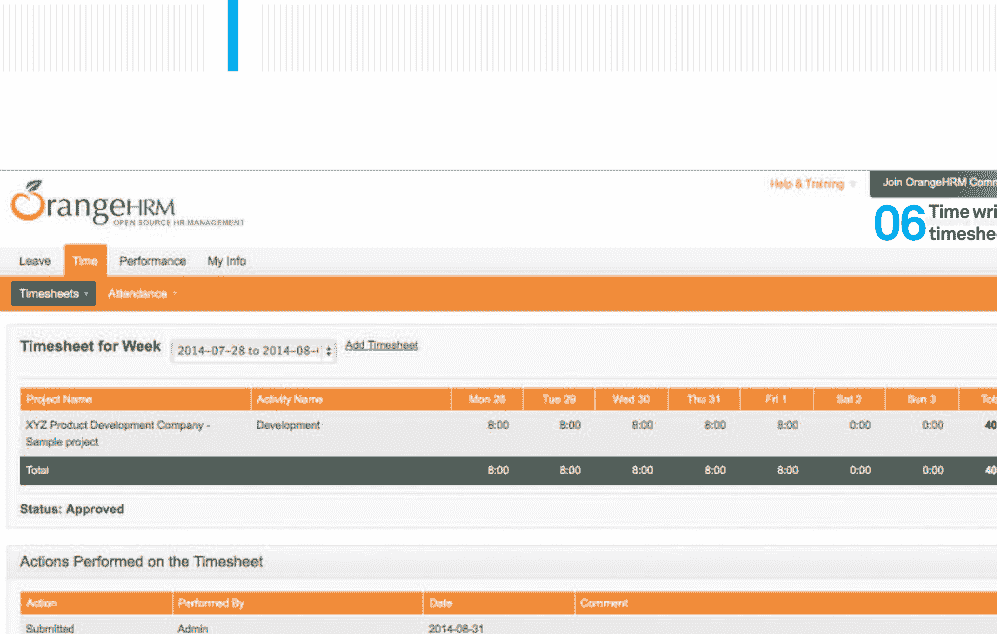 Help & Training
Join OrangeHRM Comm
OrangeHRM
OPEN SOURCE HR MANAGEMENT
06 Time wri
timeshe
Leave Time Performance My Info
Timesheets Attendance
Timesheet for Week 2014-07-28 to 2014-08-( Add Timesheet
Project Name Activity Name Mon 28 Tue 29 Wed 30 Thu 31 Fri 1 Sat 2 Sun 3 Tot
XYZ Product Development Company - Development 8:00 8:00 8:00 8:00 8:00 0:00 0:00 40
Sample project
Total 8:00 8:00 8:00 8:00 8:00 0:00 0:00 40
Status: Approved
Actions Performed on the Timesheet
Action Performed By Date Comment
Submitted Admin 2014-08-31